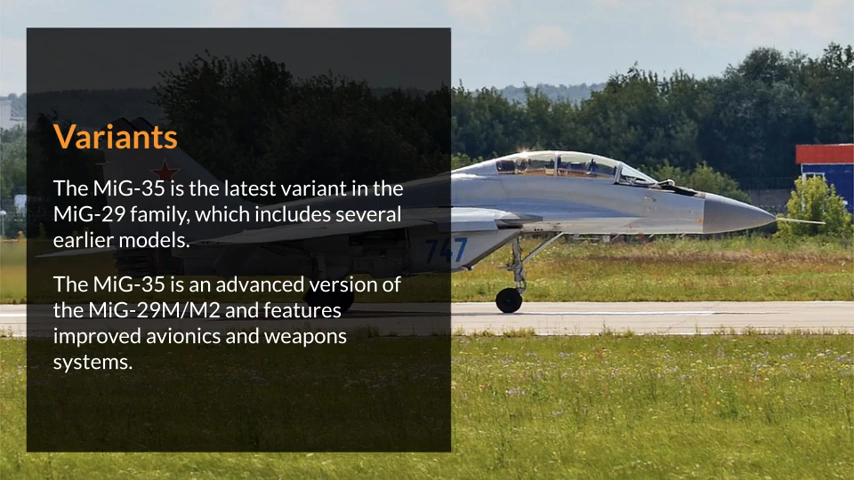 Variants
The MiG-35 is the latest variant in the
MiG-29 family, which includes several
earlier models.
The MiG-35 is an advanced version of
the MiG-29M/M2 and features
improved avionics and weapons
systems.
747